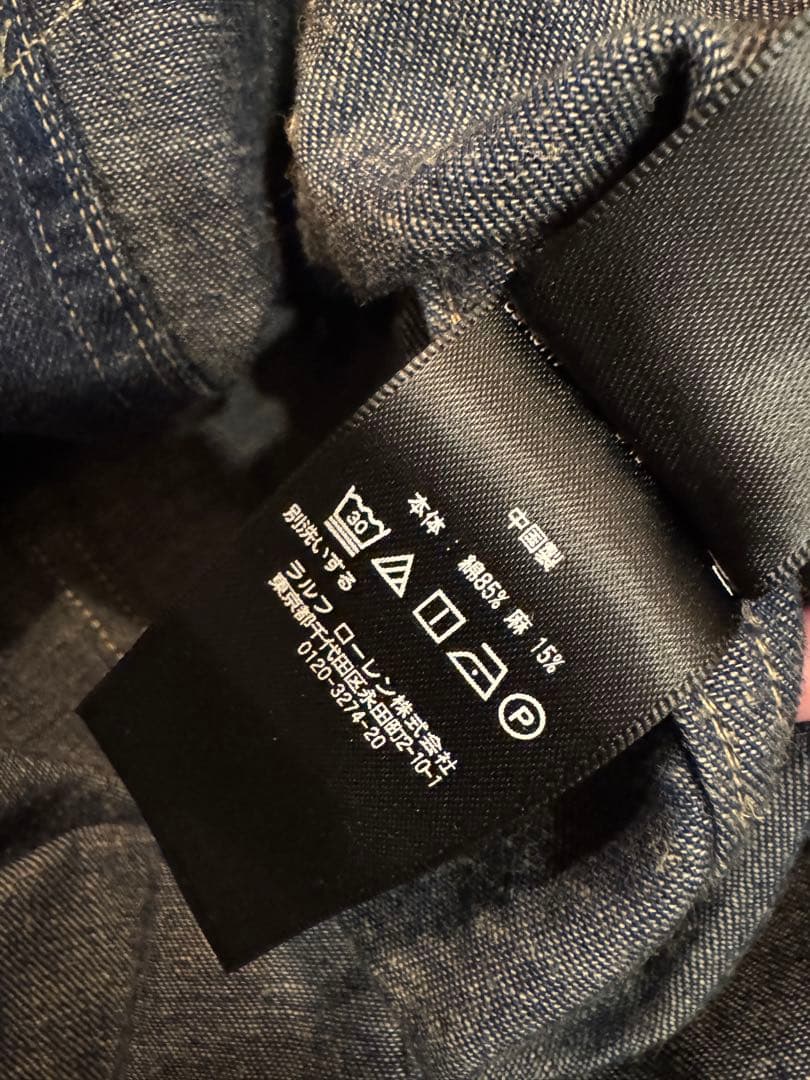 中国製
本体 : 綿85% 麻 15%
30
P
別洗いする
ラルフ ローレン株式会社
東京都千代田区永田町2-10-1
0120-3274-20